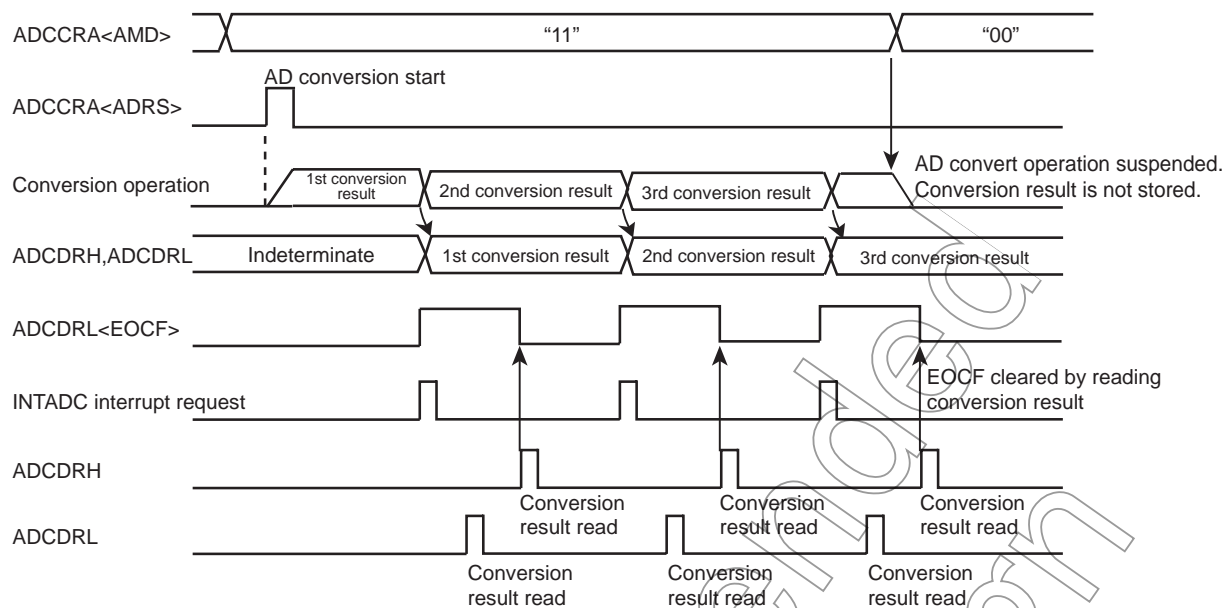 ADCCRA<AMD>
“11”
“00”
AD conversion start
ADCCRA<ADRS>
Conversion operation
1st conversion
result
2nd conversion result
3rd conversion result
AD convert operation suspended.
Conversion result is not stored.
ADCDRH,ADCDRL
Indeterminate
1st conversion result
2nd conversion result
3rd conversion result
ADCDRL<EOCF>
EOCF cleared by reading
conversion result
INTADC interrupt request
ADCDRH
Conversion
result read
Conversion
result read
Conversion
result read
ADCDRL
Conversion
result read
Conversion
result read
Conversion
result read